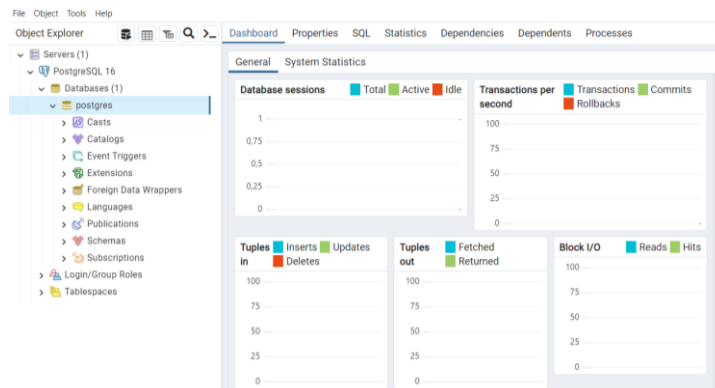 File Object Tools Help
Object Explorer
Dashboard Properties SQL Statistics Dependencies Dependents Processes
Servers (1)
PostgreSQL 16
Databases (1)
postgres
Casts
Catalogs
Event Triggers
Extensions
Foreign Data Wrappers
Languages
Publications
Schemas
Subscriptions
Login/Group Roles
Tablespaces
General System Statistics
Database sessions Total Active Idle
1
0,75
0,5
0,25
0
Transactions per second Transactions Commits
Rollbacks
100
75
50
25
0
Tuples in Inserts Updates
Deletes
100
75
50
25
0
Tuples out Fetched
Returned
100
75
50
25
0
Block I/O Reads Hits
100
75
50
25
0